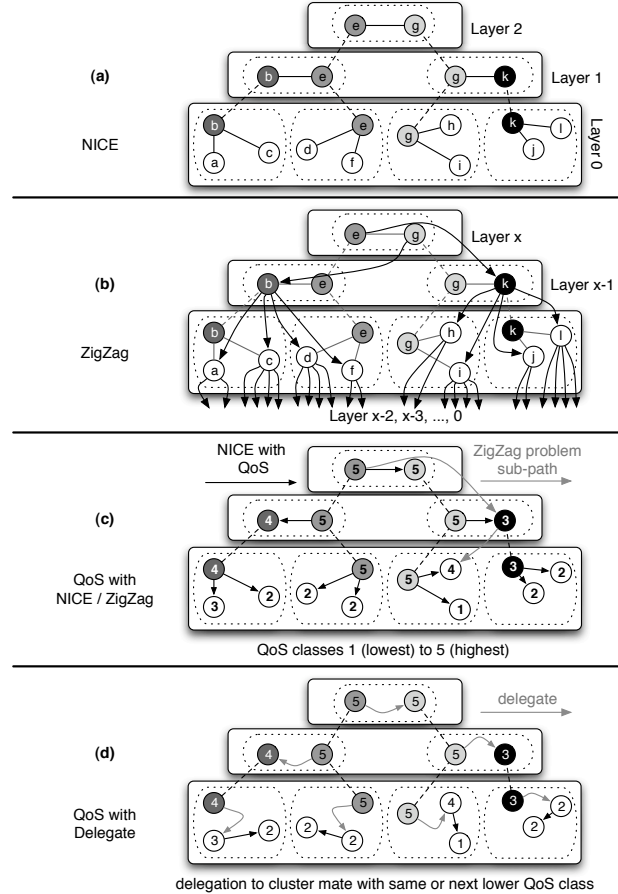 e g Layer 2
(a) b e g k Layer 1
b e g h k l
NICE a c d f i j Layer 0
e g Layer x
(b) b e g k Layer x-1
b h k l
ZigZag a c d f g i j
Layer x-2, x-3, ..., 0
NICE with QoS ZigZag problem sub-path
5 5
(c) 4 5 5 3
4 5 4 3 2
QoS with NICE / ZigZag 3 2 2 2 5 1 2
QoS classes 1 (lowest) to 5 (highest)
5 5 delegate
(d) 4 5 5 3
4 5 5 4 3 2
QoS with Delegate 3 2 2 2 1 2
delegation to cluster mate with same or next lower QoS class